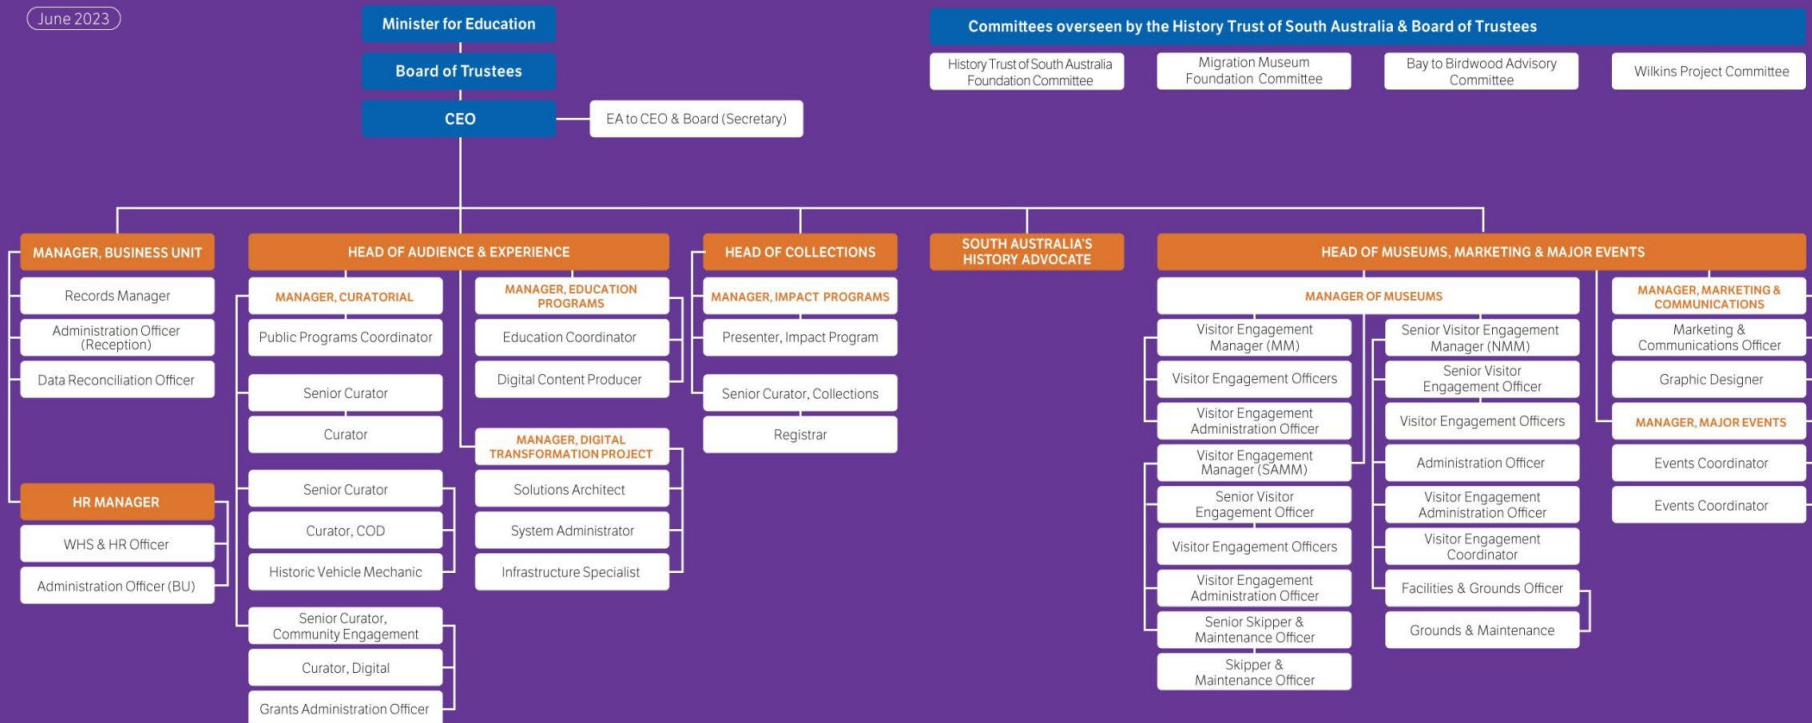 June 2023
Minister for Education
Board of Trustees
CEO
EA to CEO & Board (Secretary)
Committees overseen by the History Trust of South Australia & Board of Trustees
History Trust of South Australia
Foundation Committee
Migration Museum
Foundation Committee
Bay to Birdwood Advisory
Committee
Wilkins Project Committee
MANAGER, BUSINESS UNIT
Records Manager
Administration Officer
(Reception)
Data Reconciliation Officer
HR MANAGER
WHS & HR Officer
Administration Officer (BU)
HEAD OF AUDIENCE & EXPERIENCE
MANAGER, CURATORIAL
Public Programs Coordinator
Senior Curator
Curator
Senior Curator
Curator, COD
Historic Vehicle Mechanic
Senior Curator,
Community Engagement
Curator, Digital
Grants Administration Officer
MANAGER, EDUCATION
PROGRAMS
Education Coordinator
Digital Content Producer
MANAGER, DIGITAL
TRANSFORMATION PROJECT
Solutions Architect
System Administrator
Infrastructure Specialist
HEAD OF COLLECTIONS
MANAGER, IMPACT PROGRAMS
Presenter, Impact Program
Senior Curator, Collections
Registrar
SOUTH AUSTRALIA'S
HISTORY ADVOCATE
HEAD OF MUSEUMS, MARKETING & MAJOR EVENTS
MANAGER OF MUSEUMS
Visitor Engagement
Manager (MM)
Visitor Engagement Officers
Visitor Engagement
Administration Officer
Visitor Engagement
Manager (SAMM)
Senior Visitor
Engagement Officer
Visitor Engagement Officers
Visitor Engagement
Administration Officer
Senior Skipper &
Maintenance Officer
Skipper &
Maintenance Officer
Senior Visitor Engagement
Manager (NMM)
Senior Visitor
Engagement Officer
Visitor Engagement Officers
Administration Officer
Visitor Engagement
Administration Officer
Visitor Engagement
Coordinator
Facilities & Grounds Officer
Grounds & Maintenance
MANAGER, MARKETING &
COMMUNICATIONS
Marketing &
Communications Officer
Graphic Designer
MANAGER, MAJOR EVENTS
Events Coordinator
Events Coordinator